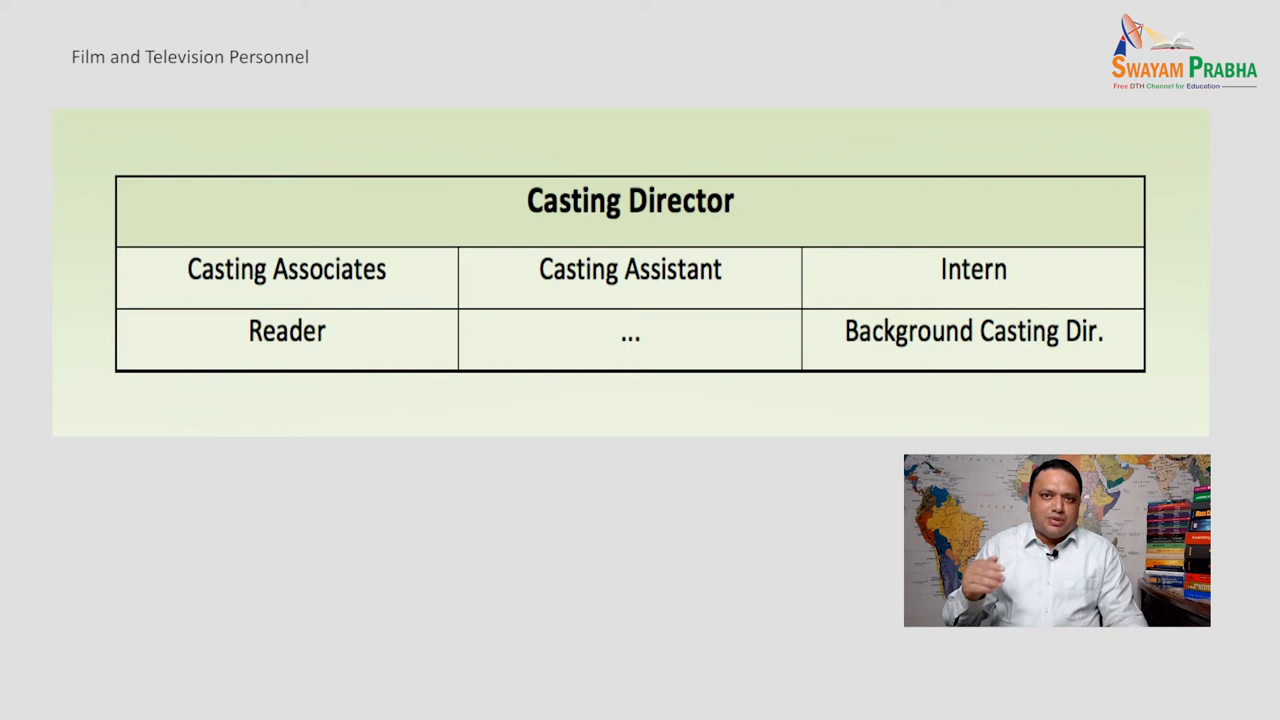 Film and Television Personnel
SWAYAM PRABHA
Free DTH Channel for Education
Casting Director
Casting Associates
Casting Assistant
Intern
Reader
...
Background Casting Dir.